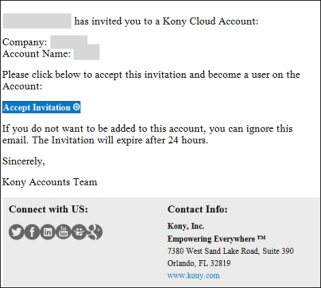 has invited you to a Kony Cloud Account:
Company:
Account Name:
Please click below to accept this invitation and become a user on the
Account:
Accept Invitation
If you do not want to be added to this account, you can ignore this
email. The Invitation will expire after 24 hours.
Sincerely,
Kony Accounts Team
Connect with US:
Contact Info:
Kony, Inc.
Empowering Everywhere ™
7380 West Sand Lake Road, Suite 390
Orlando, FL 32819
www.kony.com